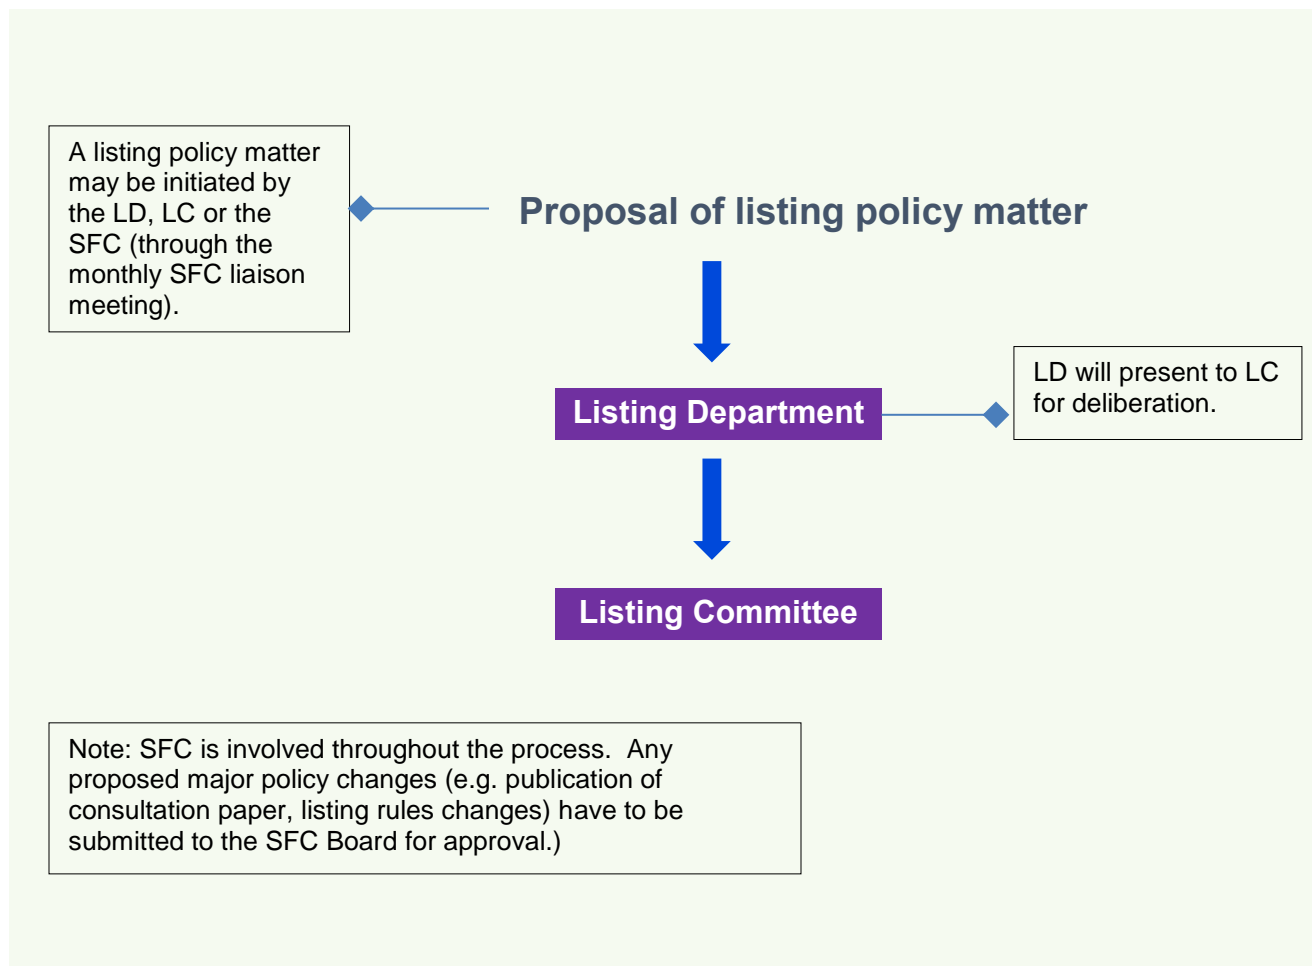 A listing policy matter
may be initiated by
the LD, LC or the
SFC (through the
monthly SFC liaison
meeting).
Proposal of listing policy matter
Listing Department
LD will present to LC
for deliberation.
Listing Committee
Note: SFC is involved throughout the process.  Any
proposed major policy changes (e.g. publication of
consultation paper, listing rules changes) have to be
submitted to the SFC Board for approval.)